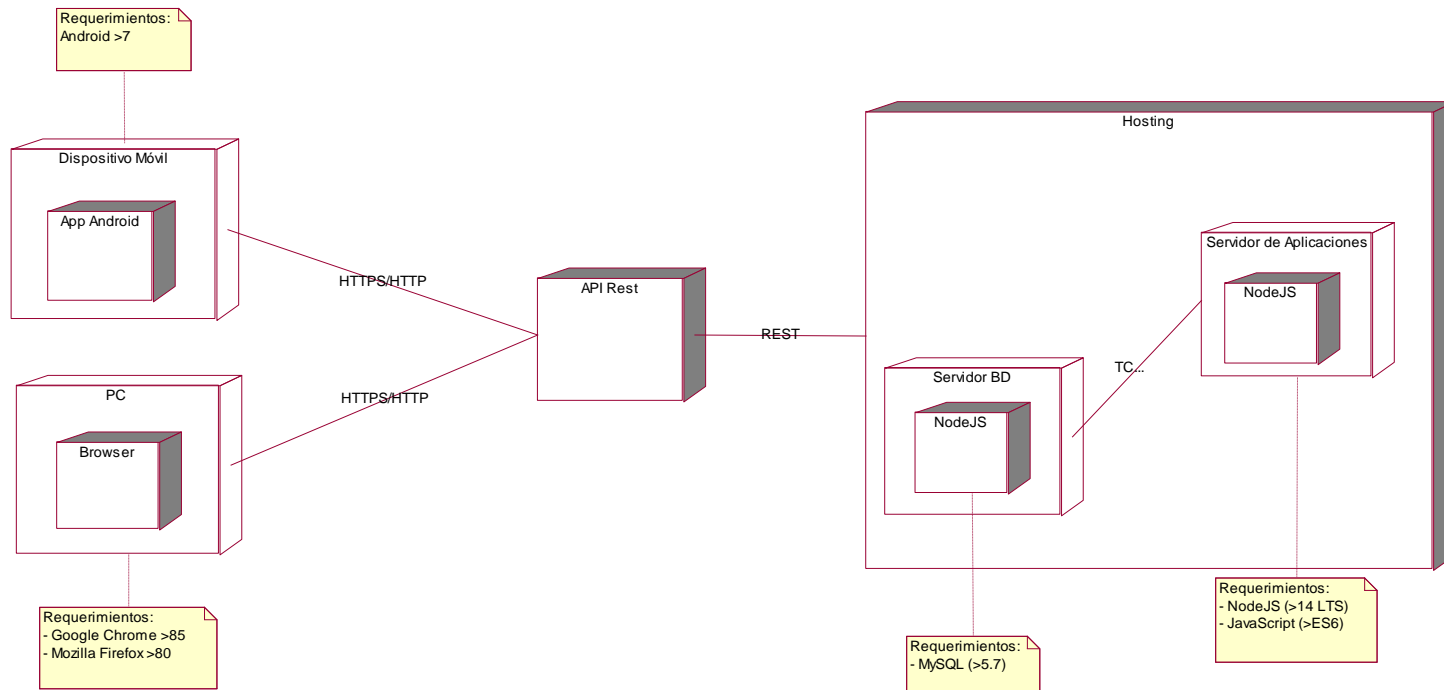 Requerimientos:
Android >7
Dispositivo Móvil
App Android
HTTPS/HTTP
PC
Browser
HTTPS/HTTP
Requerimientos:
- Google Chrome >85
- Mozilla Firefox >80
API Rest
REST
Hosting
Servidor de Aplicaciones
NodeJS
TC...
Servidor BD
NodeJS
Requerimientos:
- MySQL (>5.7)
Requerimientos:
- NodeJS (>14 LTS)
- JavaScript (>ES6)